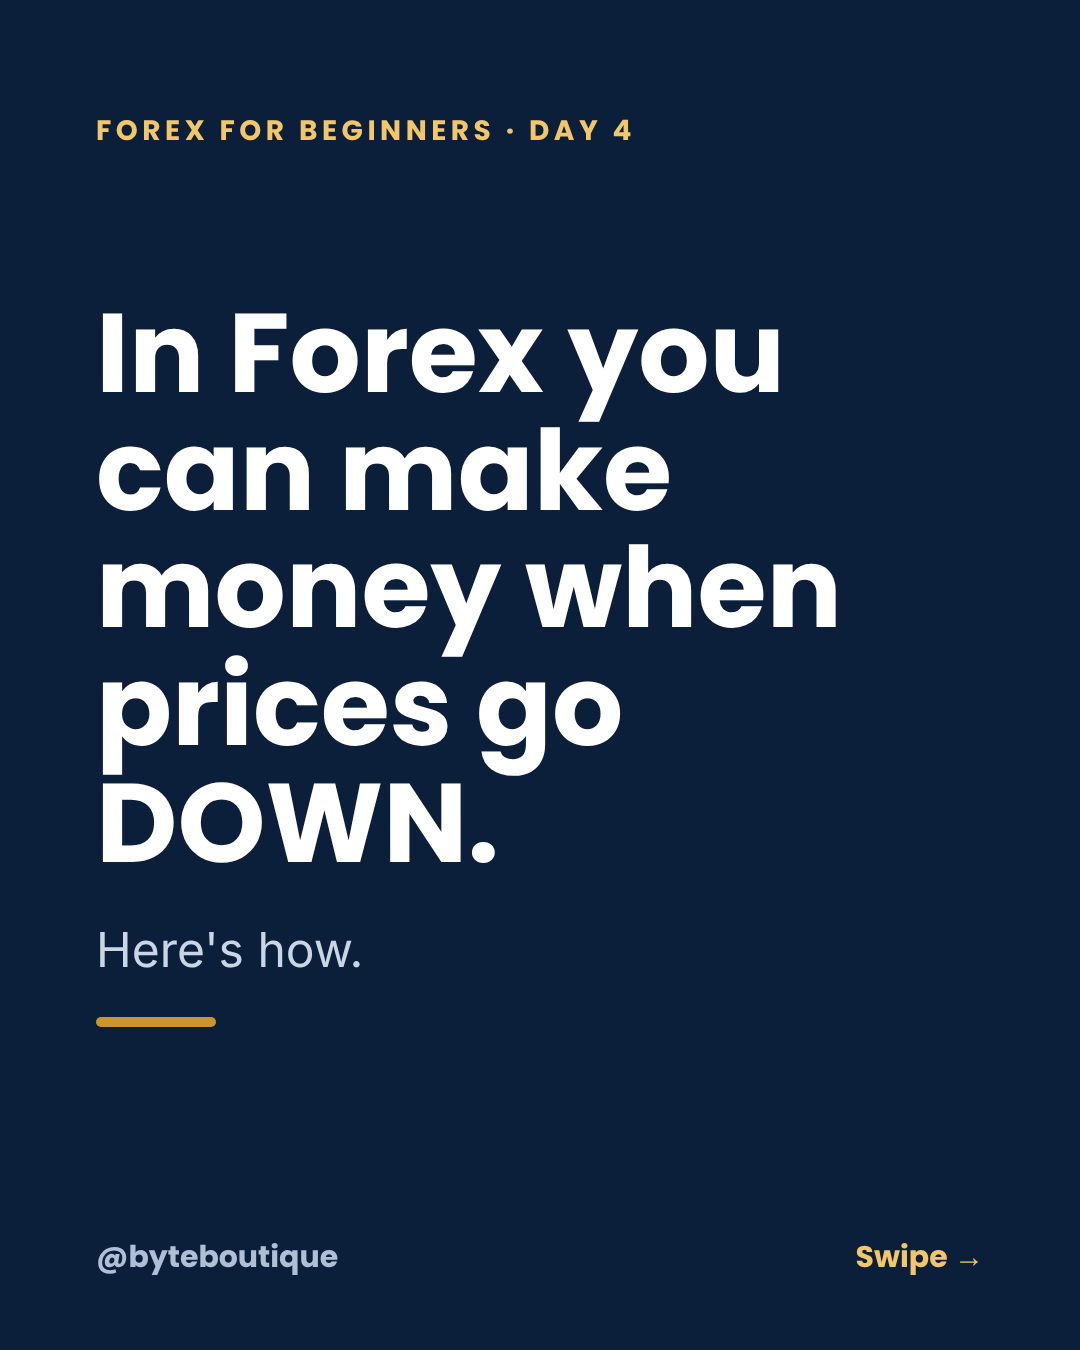 FOREX FOR BEGINNERS · DAY 4
In Forex you
can make
money when
prices go
DOWN.
Here's how.
@byteboutique
Swipe →